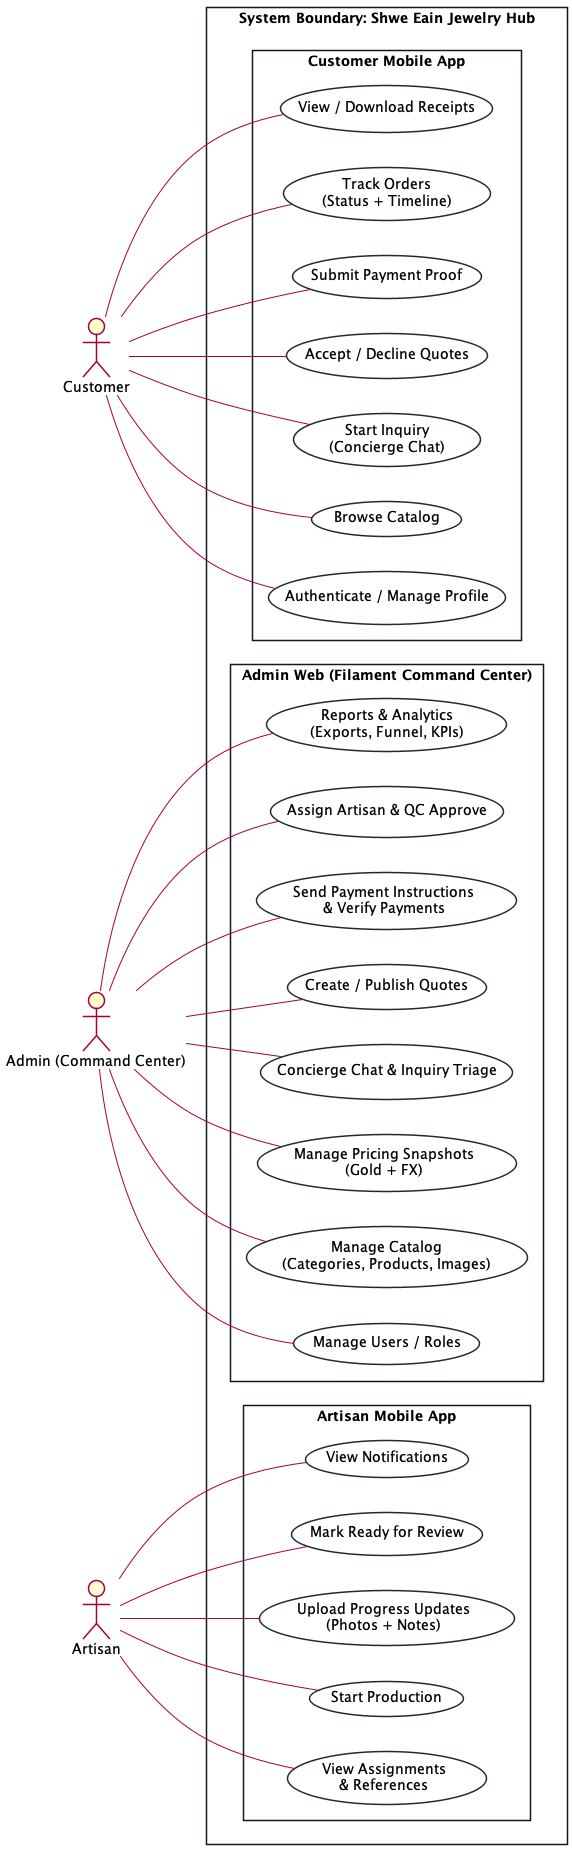 System Boundary: Shwe Eain Jewelry Hub
Customer Mobile App
View / Download Receipts
Track Orders
(Status + Timeline)
Submit Payment Proof
Accept / Decline Quotes
Customer
Start Inquiry
(Concierge Chat)
Browse Catalog
Authenticate / Manage Profile
Admin Web (Filament Command Center)
Reports & Analytics
(Exports, Funnel, KPIs)
Assign Artisan & QC Approve
Send Payment Instructions
& Verify Payments
Create / Publish Quotes
Admin (Command Center)
Concierge Chat & Inquiry Triage
Manage Pricing Snapshots
(Gold + FX)
Manage Catalog
(Categories, Products, Images)
Manage Users / Roles
Artisan Mobile App
View Notifications
Mark Ready for Review
Upload Progress Updates
(Photos + Notes)
Artisan
Start Production
View Assignments
& References